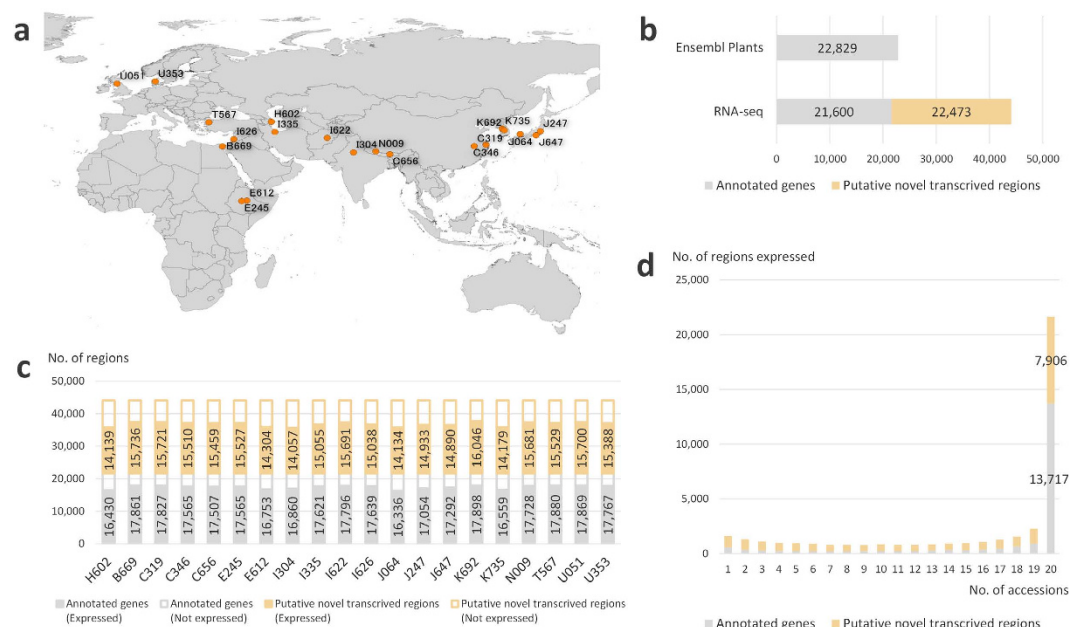 a
U051
U353
T567
H602
I335
I626
B669
I622
I304
N009
C656
E612
E245
K692
K735
J247
C319
J064
J647
C346
b
Ensembl Plants
22,829
RNA-seq
21,600
22,473
0
10,000
20,000
30,000
40,000
50,000
Annotated genes
Putative novel transcrived regions
c
No. of regions
50,000
40,000
30,000
20,000
10,000
0
14,139
15,736
15,721
15,510
15,459
15,527
14,304
14,057
15,055
15,691
15,038
14,134
14,933
14,890
16,046
14,179
15,681
15,529
15,700
15,388
16,430
17,861
17,827
17,565
17,507
17,565
16,753
16,860
17,621
17,796
17,639
16,336
17,054
17,292
17,898
16,559
17,728
17,880
17,869
17,767
H602
B669
C319
C346
C656
E245
E612
I304
I335
I622
I626
J064
J247
J647
K692
K735
N009
T567
U051
U353
Annotated genes
(Expressed)
Annotated genes
(Not expressed)
Putative novel transcrived regions
(Expressed)
Putative novel transcrived regions
(Not expressed)
d
No. of regions expressed
25,000
20,000
15,000
10,000
5,000
0
7,906
13,717
1 2 3 4 5 6 7 8 9 10 11 12 13 14 15 16 17 18 19 20
No. of accessions
Annotated genes
Putative novel transcrived regions